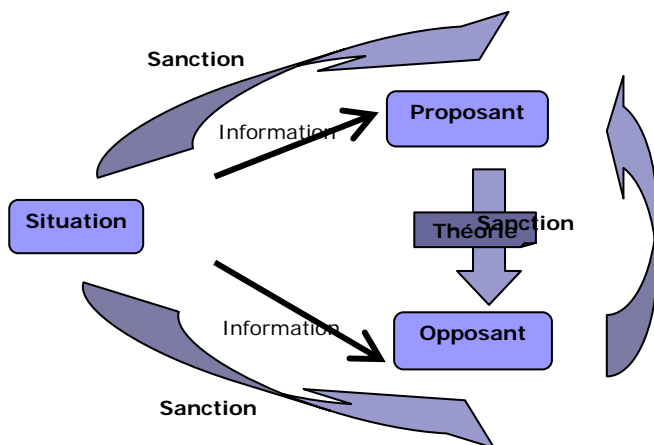 Sanction
Proposant
Information
Situation
Théorie
Sanction
Information
Opposant
Sanction